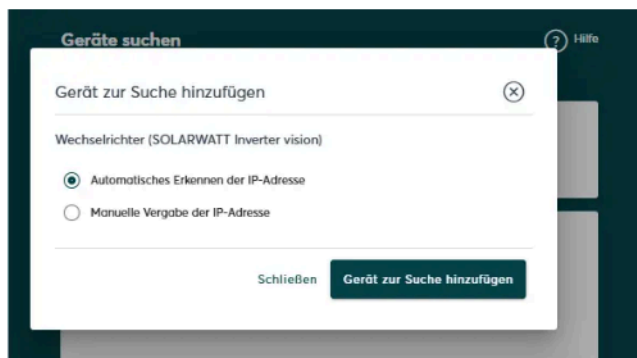 Geräte suchen
? Hilfe
Gerät zur Suche hinzufügen
Wechselrichter (SOLARWATT Inverter vision)
Automatisches Erkennen der IP-Adresse
Manuelle Vergabe der IP-Adresse
Schließen
Gerät zur Suche hinzufügen